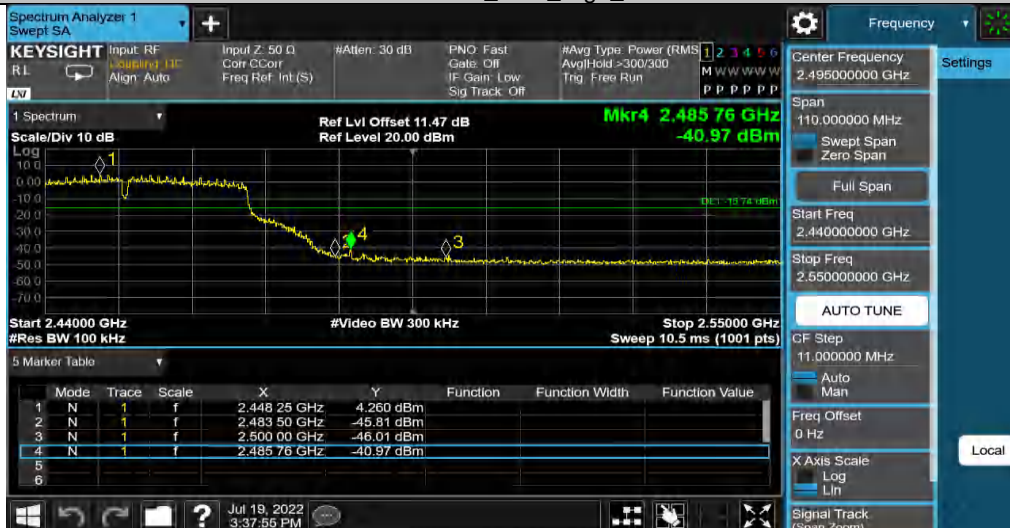 Spectrum Analyzer 1
Swept SA
Frequency
KEYSIGHT
RL
LXI
Input: RF
Coupling: DC
Align: Auto
Input Z: 50 Ω
Corr CCorr
Freq Ref: Int (S)
#Atten: 30 dB
PNO: Fast
Gate: Off
IF Gain: Low
Sig Track: Off
#Avg Type: Power (RMS
Avg|Hold:>300/300
Trig: Free Run
1 2 3 4 5 6
M W W W W W
P P P P P P
1 Spectrum
Scale/Div 10 dB
Ref Lvl Offset 11.47 dB
Ref Level 20.00 dBm
Mkr4 2.485 76 GHz
-40.97 dBm
Log
10.0
0.00
-10.0
-20.0
-30.0
-40.0
-50.0
-60.0
-70.0
1
2
4
3
Start 2.44000 GHz
#Res BW 100 kHz
#Video BW 300 kHz
Stop 2.55000 GHz
Sweep 10.5 ms (1001 pts)
5 Marker Table
Mode Trace Scale X Y Function Function Width Function Value
1 N 1 f 2.448 25 GHz 4.260 dBm
2 N 1 f 2.483 50 GHz -45.81 dBm
3 N 1 f 2.500 00 GHz -46.01 dBm
4 N 1 f 2.485 76 GHz -40.97 dBm
5
6
?
Jul 19, 2022
3:37:55 PM
Center Frequency
2.495000000 GHz
Settings
Span
110.000000 MHz
Swept Span
Zero Span
Full Span
Start Freq
2.440000000 GHz
Stop Freq
2.550000000 GHz
AUTO TUNE
CF Step
11.000000 MHz
Auto
Man
Freq Offset
0 Hz
Local
X Axis Scale
Log
Lin
Signal Track
(Span Zoom)